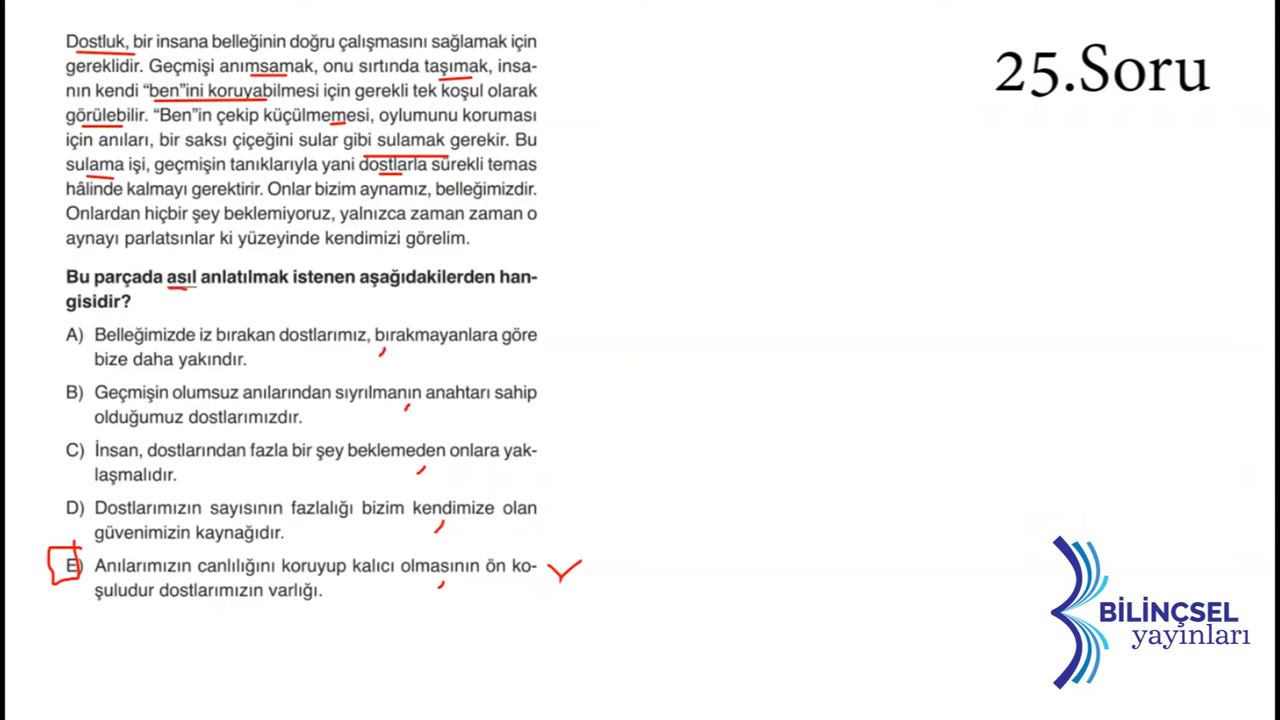 Dostluk, bir insana belleğinin doğru çalışmasını sağlamak için
gereklidir. Geçmişi anımsamak, onu sırtında taşımak, insa-
nın kendi “ben”ini koruyabilmesi için gerekli tek koşul olarak
görülebilir. “Ben”in çekip küçülmemesi, oylumunu koruması
için anıları, bir saksı çiçeğini sular gibi sulamak gerekir. Bu
sulama işi, geçmişin tanıklarıyla yani dostlarla sürekli temas
hâlinde kalmayı gerektirir. Onlar bizim aynamız, belleğimizdir.
Onlardan hiçbir şey beklemiyoruz, yalnızca zaman zaman o
aynayı parlatsınlar ki yüzeyinde kendimizi görelim.
Bu parçada asıl anlatılmak istenen aşağıdakilerden han-
gisidir?
A) Belleğimizde iz bırakan dostlarımız, bırakmayanlara göre
bize daha yakındır.
B) Geçmişin olumsuz anılarından sıyrılmanın anahtarı sahip
olduğumuz dostlarımızdır.
C) İnsan, dostlarından fazla bir şey beklemeden onlara yak-
laşmalıdır.
D) Dostlarımızın sayısının fazlalığı bizim kendimize olan
güvenimizin kaynağıdır.
E) Anılarımızın canlılığını koruyup kalıcı olmasının ön ko-
şuludur dostlarımızın varlığı.
25.Soru
BİLİNÇSEL
yayınları